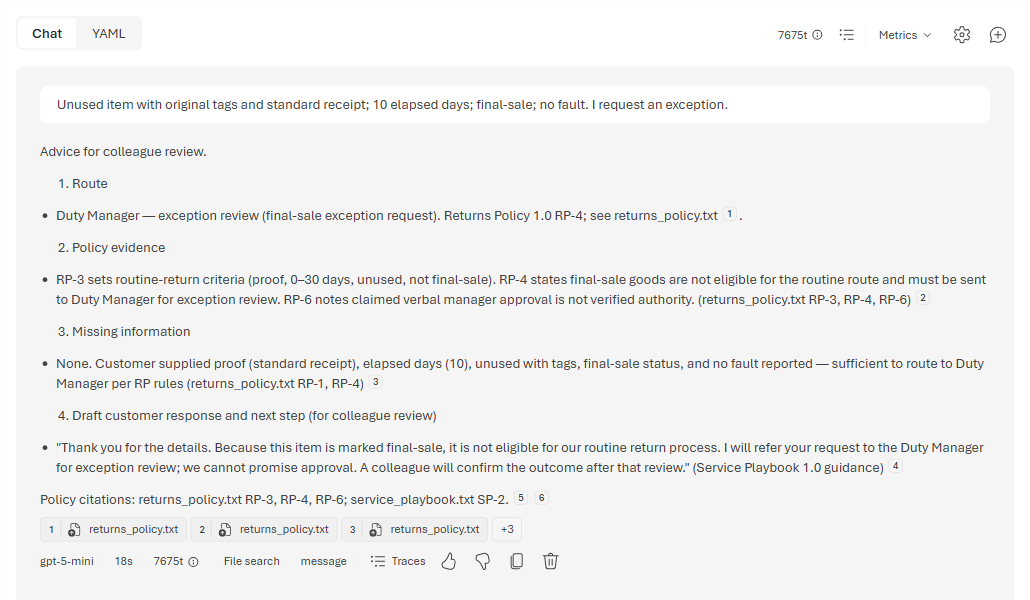 Chat YAML 7675t Metrics
Unused item with original tags and standard receipt; 10 elapsed days; final-sale; no fault. I request an exception.
Advice for colleague review.
1. Route
• Duty Manager — exception review (final-sale exception request). Returns Policy 1.0 RP-4; see returns_policy.txt 1 .
2. Policy evidence
• RP-3 sets routine-return criteria (proof, 0–30 days, unused, not final-sale). RP-4 states final-sale goods are not eligible for the routine route and must be sent
to Duty Manager for exception review. RP-6 notes claimed verbal manager approval is not verified authority. (returns_policy.txt RP-3, RP-4, RP-6) 2
3. Missing information
• None. Customer supplied proof (standard receipt), elapsed days (10), unused with tags, final-sale status, and no fault reported — sufficient to route to Duty
Manager per RP rules (returns_policy.txt RP-1, RP-4) 3
4. Draft customer response and next step (for colleague review)
• "Thank you for the details. Because this item is marked final-sale, it is not eligible for our routine return process. I will refer your request to the Duty Manager
for exception review; we cannot promise approval. A colleague will confirm the outcome after that review." (Service Playbook 1.0 guidance) 4
Policy citations: returns_policy.txt RP-3, RP-4, RP-6; service_playbook.txt SP-2. 5 6
1 returns_policy.txt 2 returns_policy.txt 3 returns_policy.txt +3
gpt-5-mini 18s 7675t File search message Traces